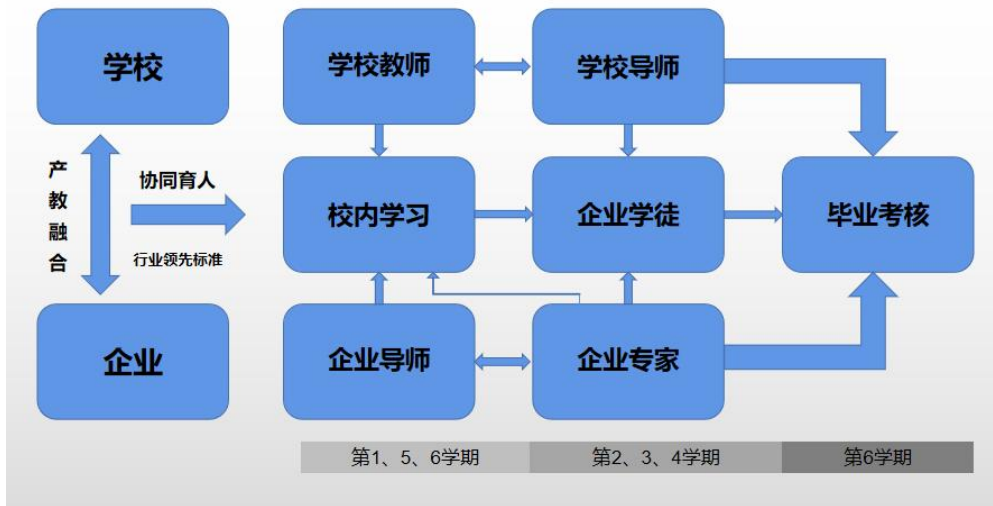 学校
学校教师
学校导师
产教融合
协同育人
行业领先标准
校内学习
企业学徒
毕业考核
企业
企业导师
企业专家
第1、5、6学期
第2、3、4学期
第6学期